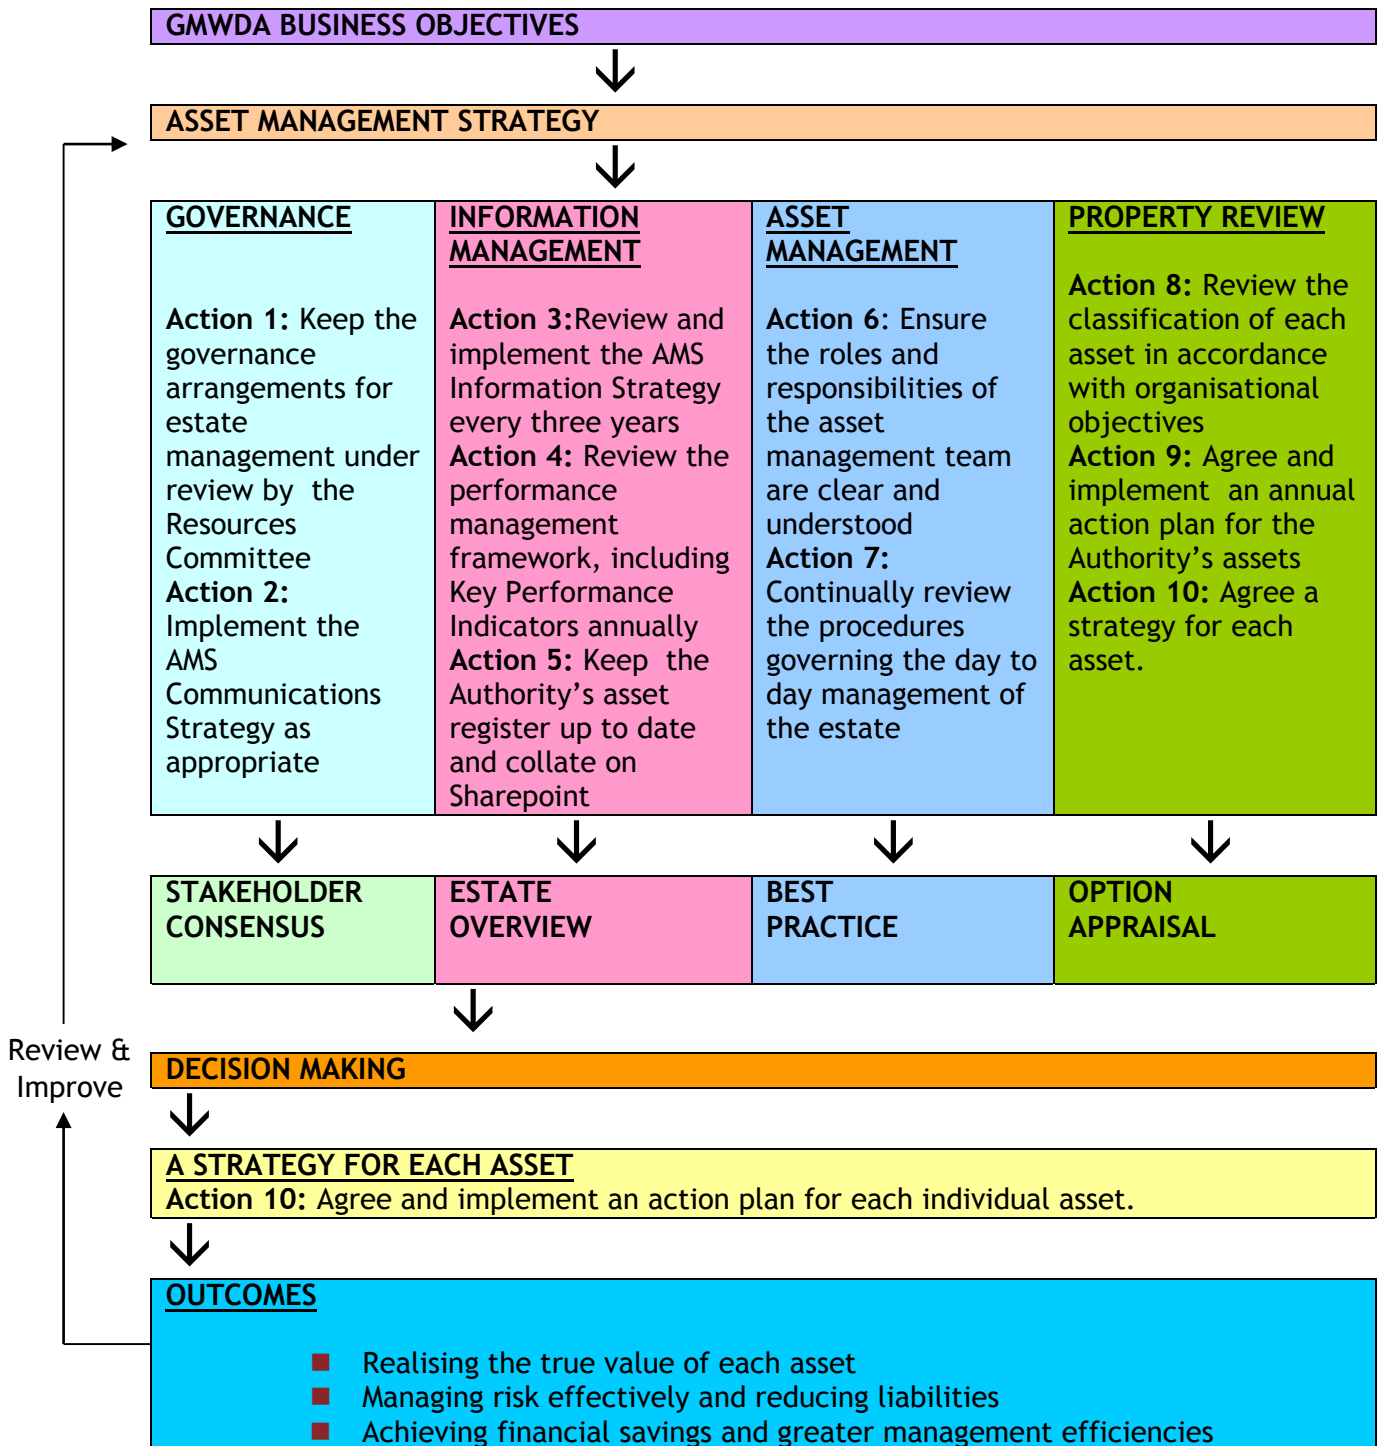 GMWDA BUSINESS OBJECTIVES
ASSET MANAGEMENT STRATEGY
GOVERNANCE
Action 1: Keep the
governance
arrangements for
estate
management under
review by  the
Resources
Committee
Action 2:
Implement the
AMS
Communications
Strategy as
appropriate
INFORMATION
MANAGEMENT
Action 3:Review and
implement the AMS
Information Strategy
every three years
Action 4: Review the
performance
management
framework, including
Key Performance
Indicators annually
Action 5: Keep  the
Authority’s asset
register up to date
and collate on
Sharepoint
ASSET
MANAGEMENT
Action 6: Ensure
the roles and
responsibilities of
the asset
management team
are clear and
understood
Action 7:
Continually review
the procedures
governing the day to
day management of
the estate
PROPERTY REVIEW
Action 8: Review the
classification of each
asset in accordance
with organisational
objectives
Action 9: Agree and
implement  an annual
action plan for the
Authority’s assets
Action 10: Agree a
strategy for each
asset.
STAKEHOLDER
CONSENSUS
ESTATE
OVERVIEW
BEST
PRACTICE
OPTION
APPRAISAL
Review &
Improve
DECISION MAKING
A STRATEGY FOR EACH ASSET
Action 10: Agree and implement an action plan for each individual asset.
OUTCOMES
Realising the true value of each asset
Managing risk effectively and reducing liabilities
Achieving financial savings and greater management efficiencies